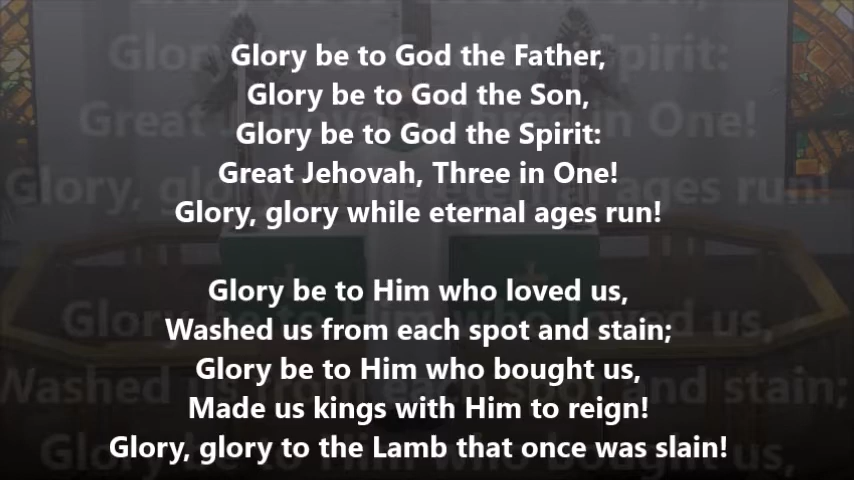 Glory be to God the Father,
Glory be to God the Son,
Glory be to God the Spirit:
Great Jehovah, Three in One!
Glory, glory while eternal ages run!
Glory be to Him who loved us,
Washed us from each spot and stain;
Glory be to Him who bought us,
Made us kings with Him to reign!
Glory, glory to the Lamb that once was slain!